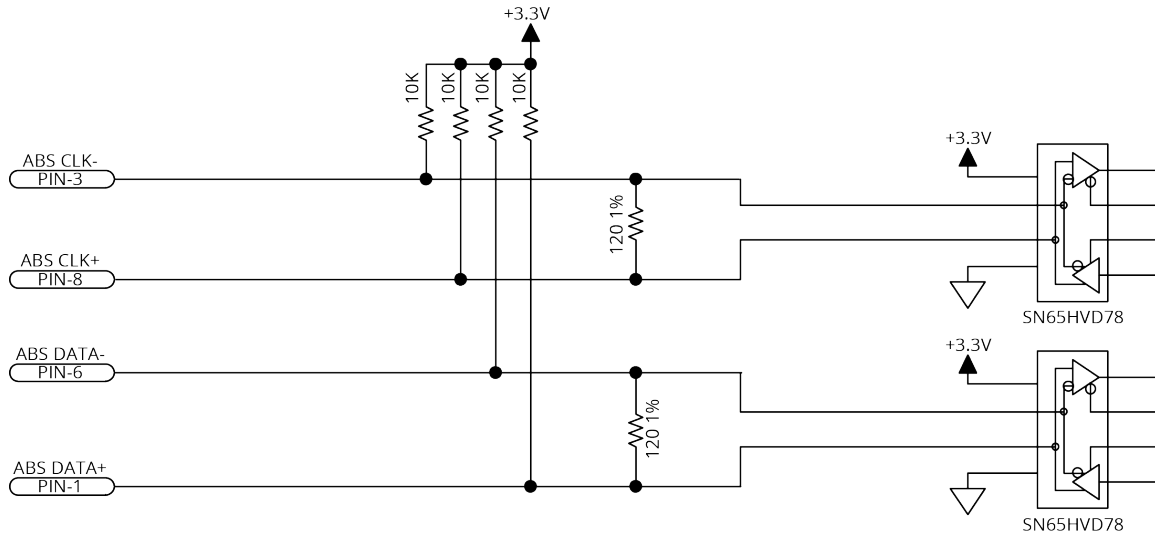 +3.3V
10K
10K
10K
10K
ABS CLK-
PIN-3
+3.3V
120 1%
ABS CLK+
PIN-8
SN65HVD78
ABS DATA-
PIN-6
+3.3V
120 1%
ABS DATA+
PIN-1
SN65HVD78